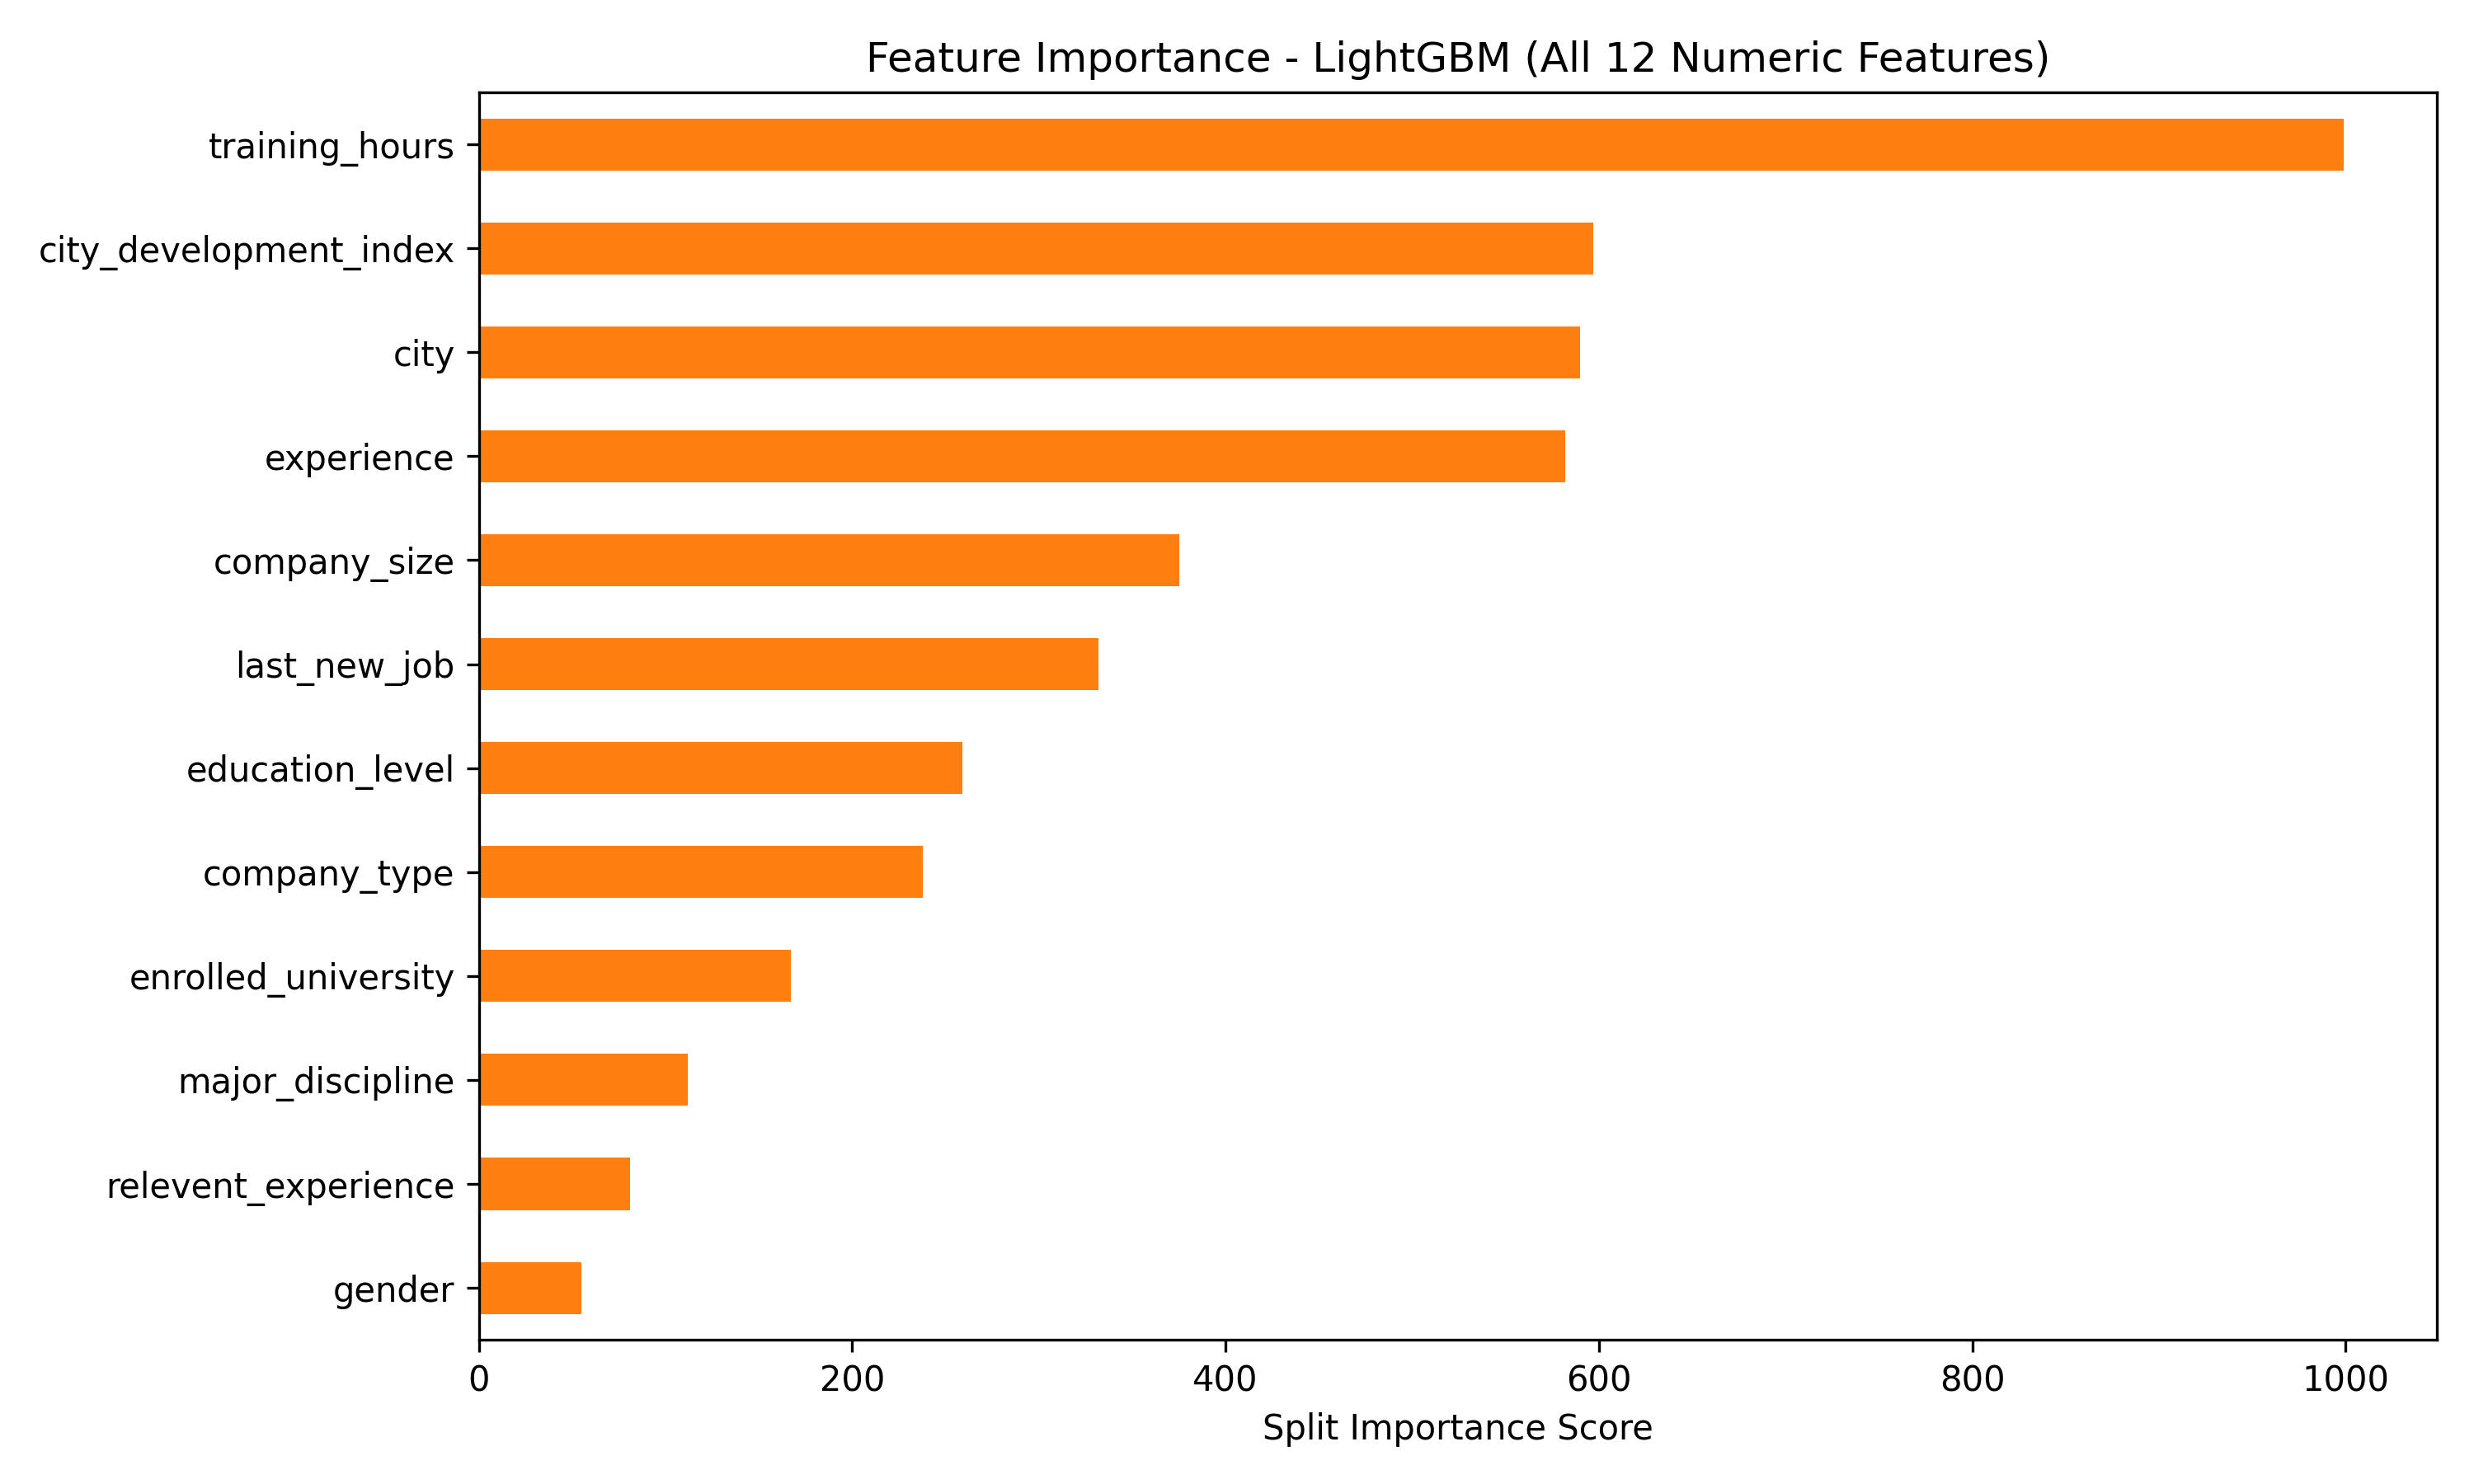 Feature Importance - LightGBM (All 12 Numeric Features)
training_hours
city_development_index
city
experience
company_size
last_new_job
education_level
company_type
enrolled_university
major_discipline
relevent_experience
gender
0 200 400 600 800 1000
Split Importance Score